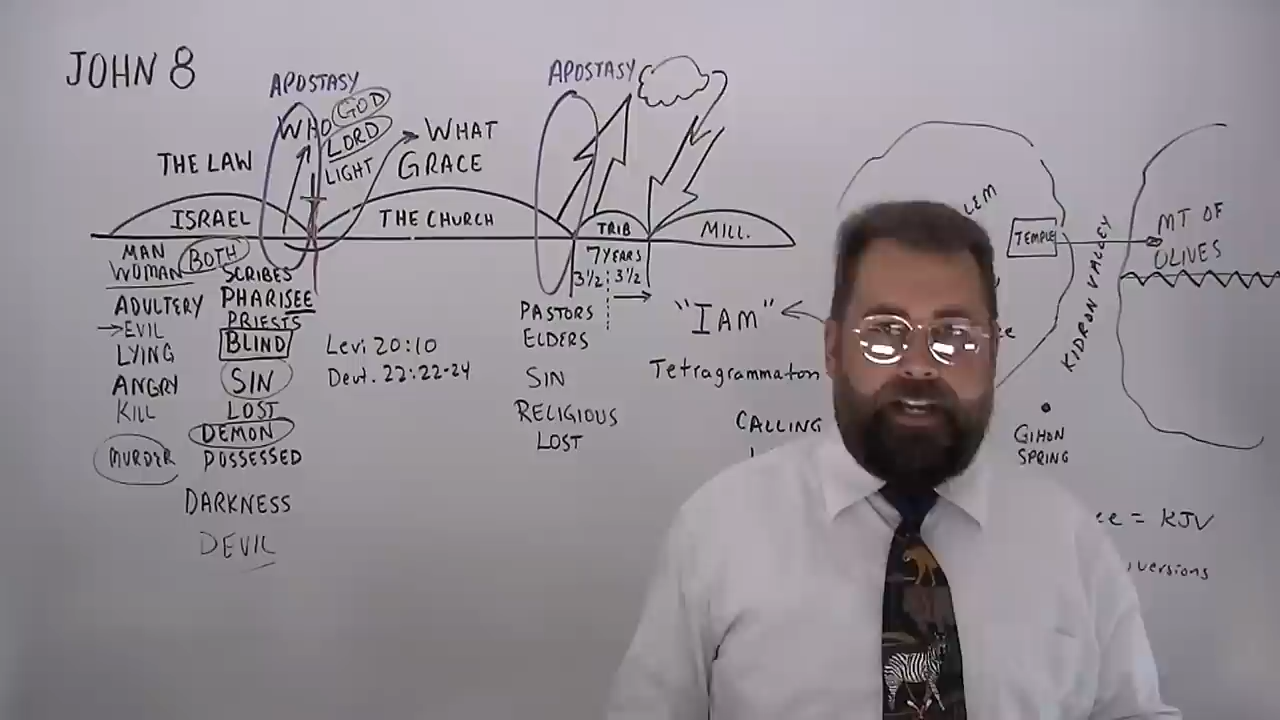 JOHN 8
APOSTASY
WHO GOD
LORD
LIGHT
THE LAW
WHAT
GRACE
ISRAEL
THE CHURCH
MAN
WOMAN
BOTH
ADULTERY
→EVIL
LYING
ANGRY
KILL
MURDER
SCRIBES
PHARISEE
PRIESTS
BLIND
SIN
LOST
DEMON
POSSESSED
DARKNESS
DEVIL
Levi 20:10
Deut. 22:22-24
APOSTASY
TRIB
7 YEARS
3½ 3½
MILL.
PASTORS
ELDERS
SIN
RELIGIOUS
LOST
"IAM"
Tetragrammaton
CALLING
TEMPLE
KIDRON VALLEY
MT OF
OLIVES
GIHON
SPRING
= KJV
versions